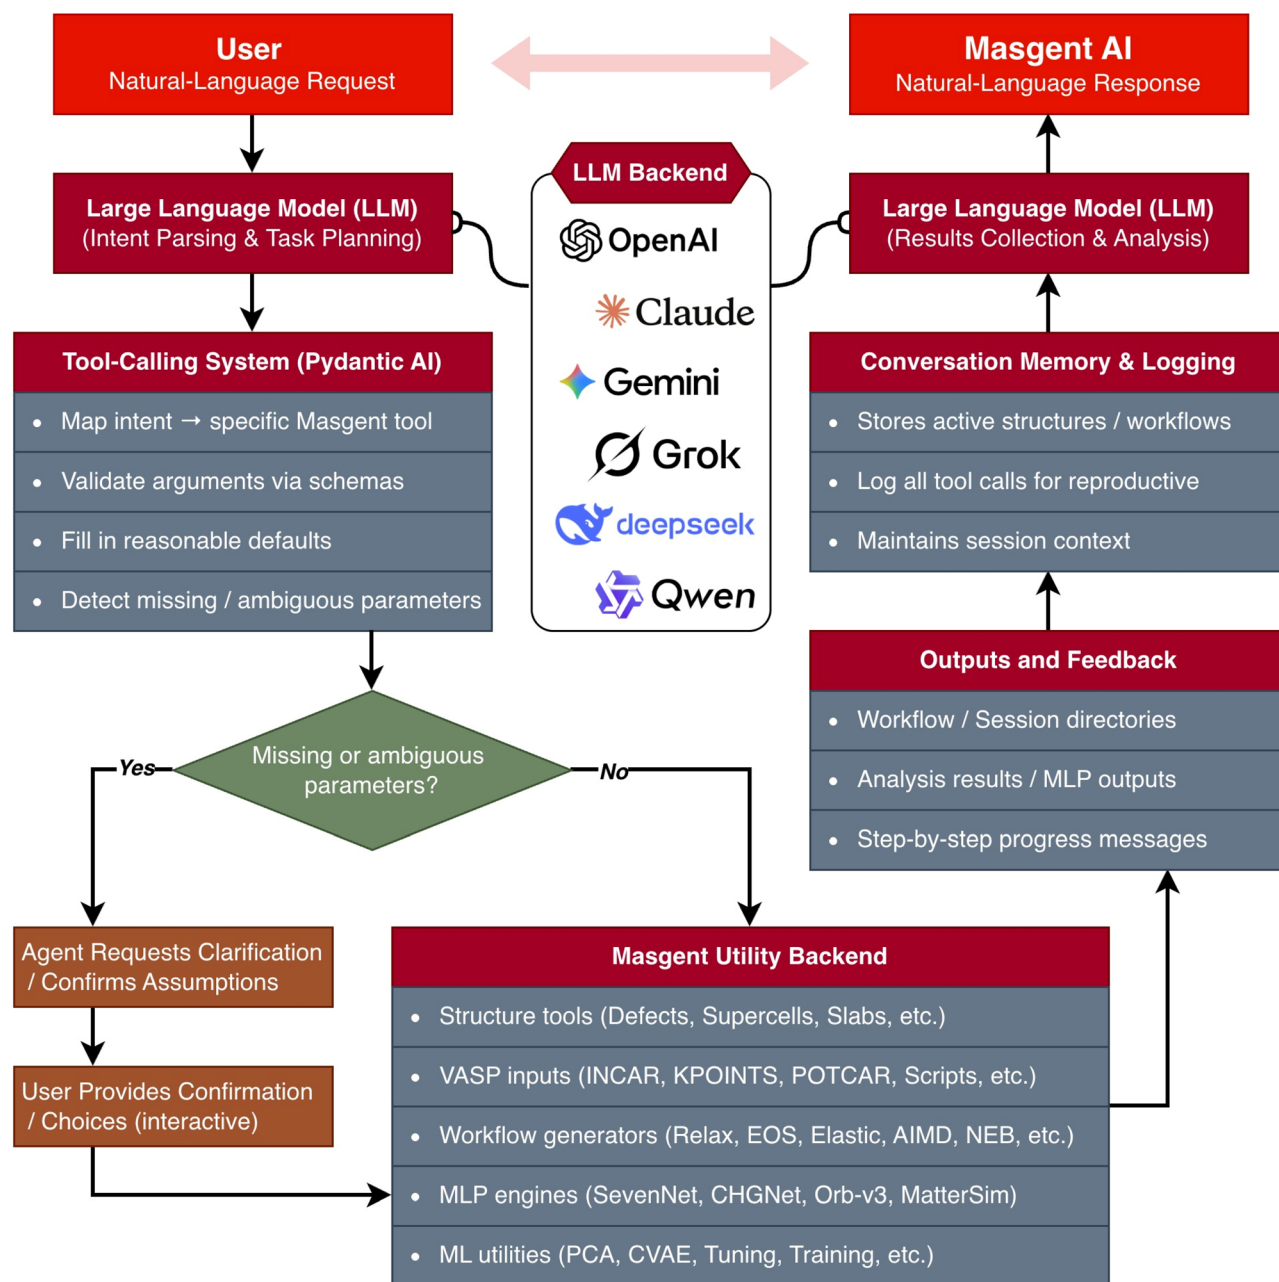 User
Natural-Language Request
Masgent AI
Natural-Language Response
Large Language Model (LLM)
(Intent Parsing & Task Planning)
LLM Backend
OpenAI
Claude
Gemini
Grok
deepseek
Qwen
Large Language Model (LLM)
(Results Collection & Analysis)
Tool-Calling System (Pydantic AI)
• Map intent → specific Masgent tool
• Validate arguments via schemas
• Fill in reasonable defaults
• Detect missing / ambiguous parameters
Conversation Memory & Logging
• Stores active structures / workflows
• Log all tool calls for reproductive
• Maintains session context
Outputs and Feedback
• Workflow / Session directories
• Analysis results / MLP outputs
• Step-by-step progress messages
Missing or ambiguous
parameters?
Yes
No
Agent Requests Clarification
/ Confirms Assumptions
User Provides Confirmation
/ Choices (interactive)
Masgent Utility Backend
• Structure tools (Defects, Supercells, Slabs, etc.)
• VASP inputs (INCAR, KPOINTS, POTCAR, Scripts, etc.)
• Workflow generators (Relax, EOS, Elastic, AIMD, NEB, etc.)
• MLP engines (SevenNet, CHGNet, Orb-v3, MatterSim)
• ML utilities (PCA, CVAE, Tuning, Training, etc.)